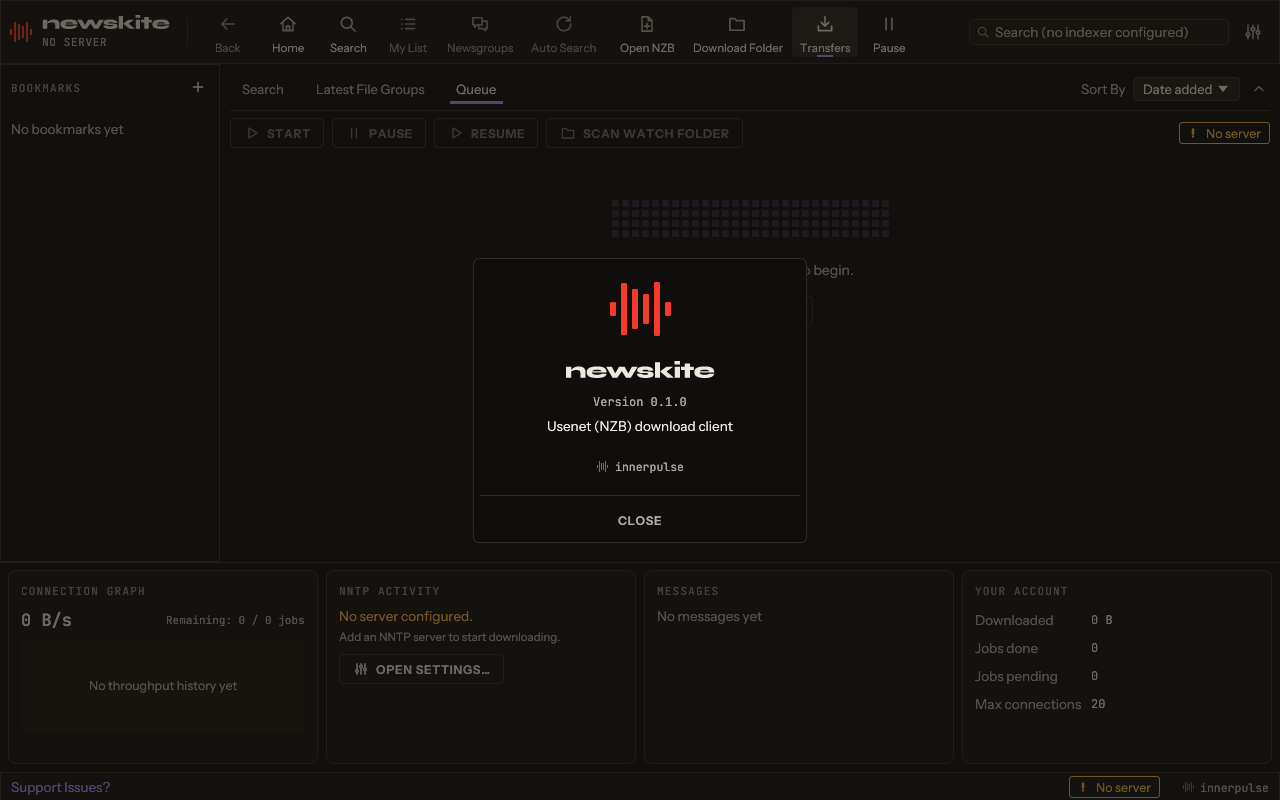 newskite
NO SERVER
Back
Home
Search
My List
Newsgroups
Auto Search
Open NZB
Download Folder
Transfers
Pause
Search (no indexer configured)
BOOKMARKS
No bookmarks yet
Search
Latest File Groups
Queue
Sort By
Date added
START
PAUSE
RESUME
SCAN WATCH FOLDER
No server
begin.
newskite
Version 0.1.0
Usenet (NZB) download client
innerpulse
CLOSE
CONNECTION GRAPH
0 B/s
Remaining: 0 / 0 jobs
No throughput history yet
NNTP ACTIVITY
No server configured.
Add an NNTP server to start downloading.
OPEN SETTINGS…
MESSAGES
No messages yet
YOUR ACCOUNT
Downloaded 0 B
Jobs done 0
Jobs pending 0
Max connections 20
Support Issues?
No server
innerpulse